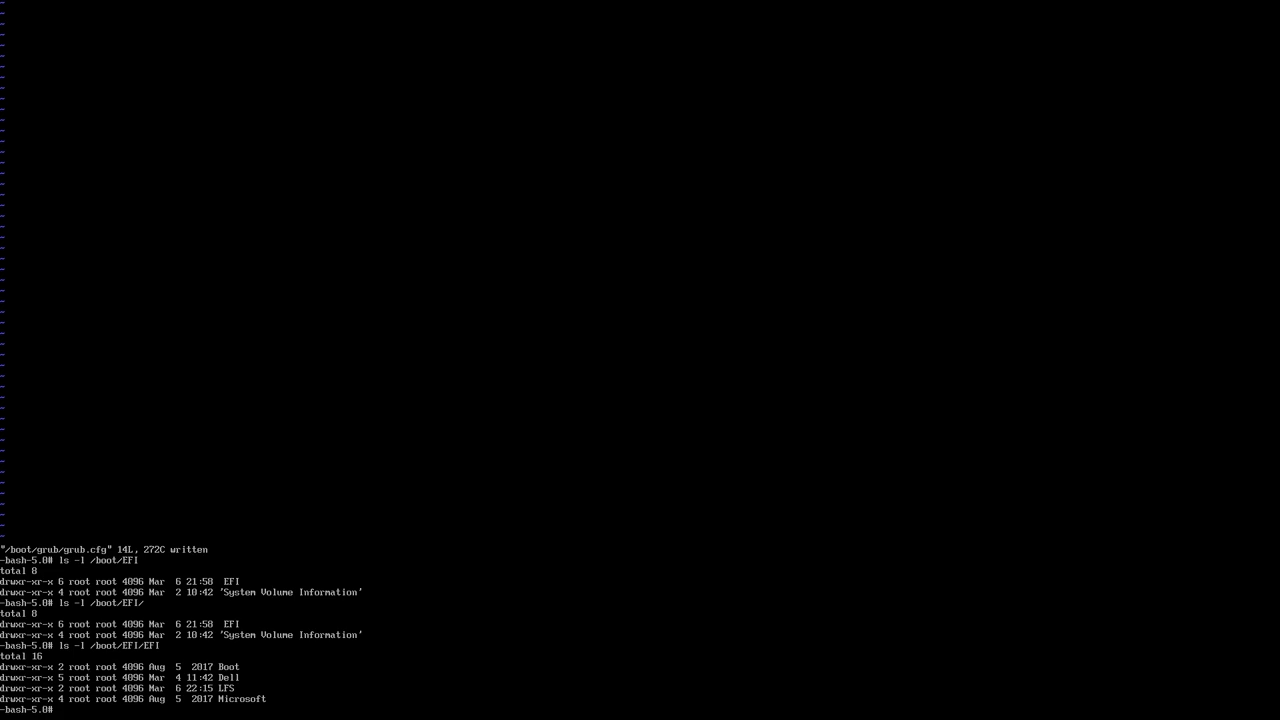 "/boot/grub/grub.cfg" 14L, 272C written
-bash-5.0# ls -l /boot/EFI
total 8
drwxr-xr-x 6 root root 4096 Mar  6 21:58  EFI
drwxr-xr-x 4 root root 4096 Mar  2 10:42 'System Volume Information'
-bash-5.0# ls -l /boot/EFI/
total 8
drwxr-xr-x 6 root root 4096 Mar  6 21:58  EFI
drwxr-xr-x 4 root root 4096 Mar  2 10:42 'System Volume Information'
-bash-5.0# ls -l /boot/EFI/EFI
total 16
drwxr-xr-x 2 root root 4096 Aug  5  2017 Boot
drwxr-xr-x 5 root root 4096 Mar  4 11:42 Dell
drwxr-xr-x 2 root root 4096 Mar  6 22:15 LFS
drwxr-xr-x 4 root root 4096 Aug  5  2017 Microsoft
-bash-5.0#